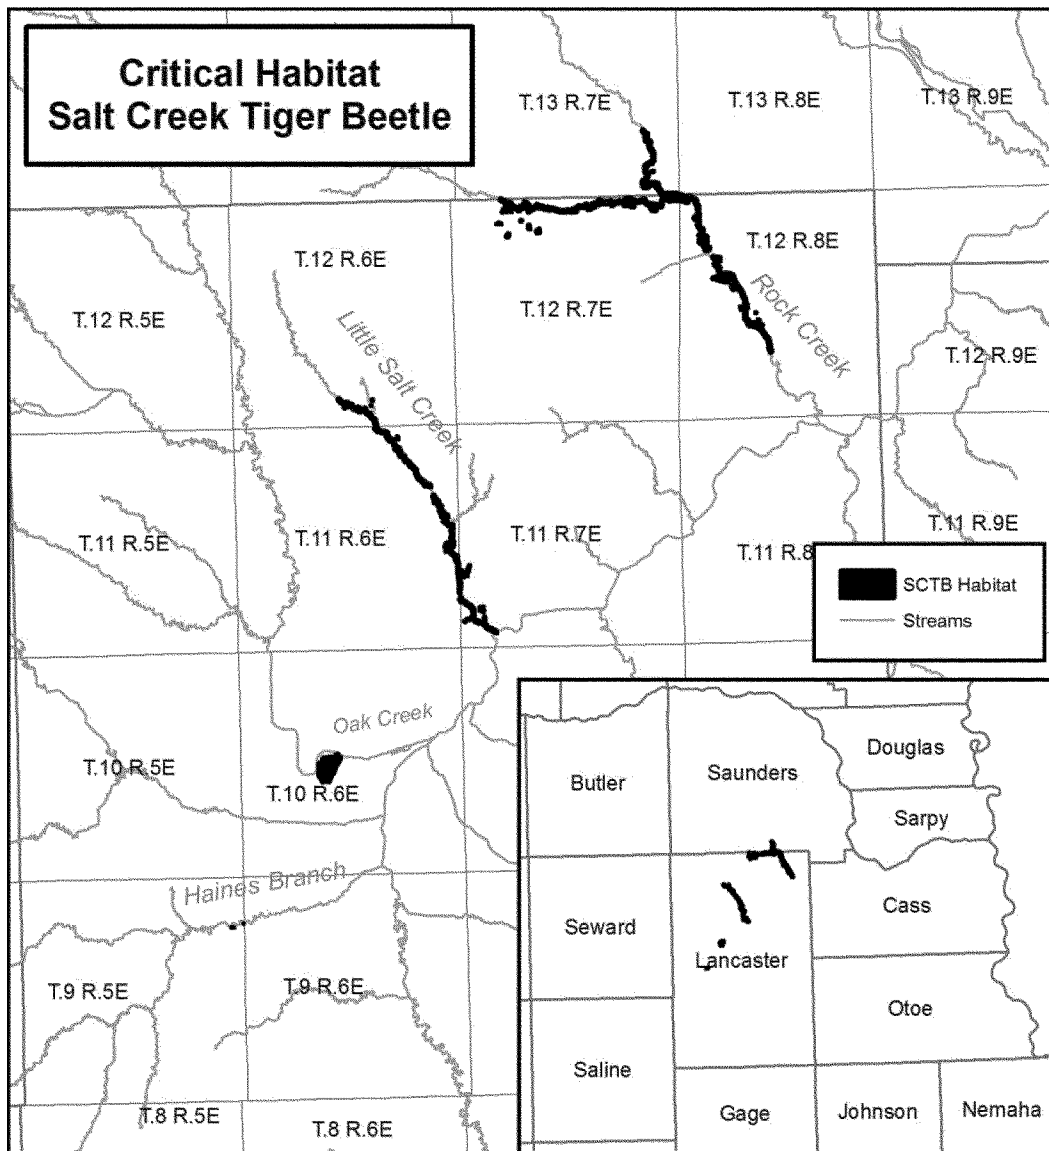 Critical Habitat
Salt Creek Tiger Beetle
T.13 R.7E
T.13 R.8E
T.13 R.9E
T.12 R.8E
T.12 R.6E
T.12 R.5E
T.12 R.7E
Rock Creek
Little Salt Creek
T.12 R.9E
T.11 R.5E
T.11 R.6E
T.11 R.7E
T.11 R.8
T.11 R.9E
SCTB Habitat
Streams
Oak Creek
T.10 R.5E
T.10 R.6E
Haines Branch
T.9 R.5E
T.9 R.6E
T.8 R.5E
T.8 R.6E
Butler
Saunders
Douglas
Sarpy
Seward
Lancaster
Cass
Otoe
Saline
Gage
Johnson
Nemaha